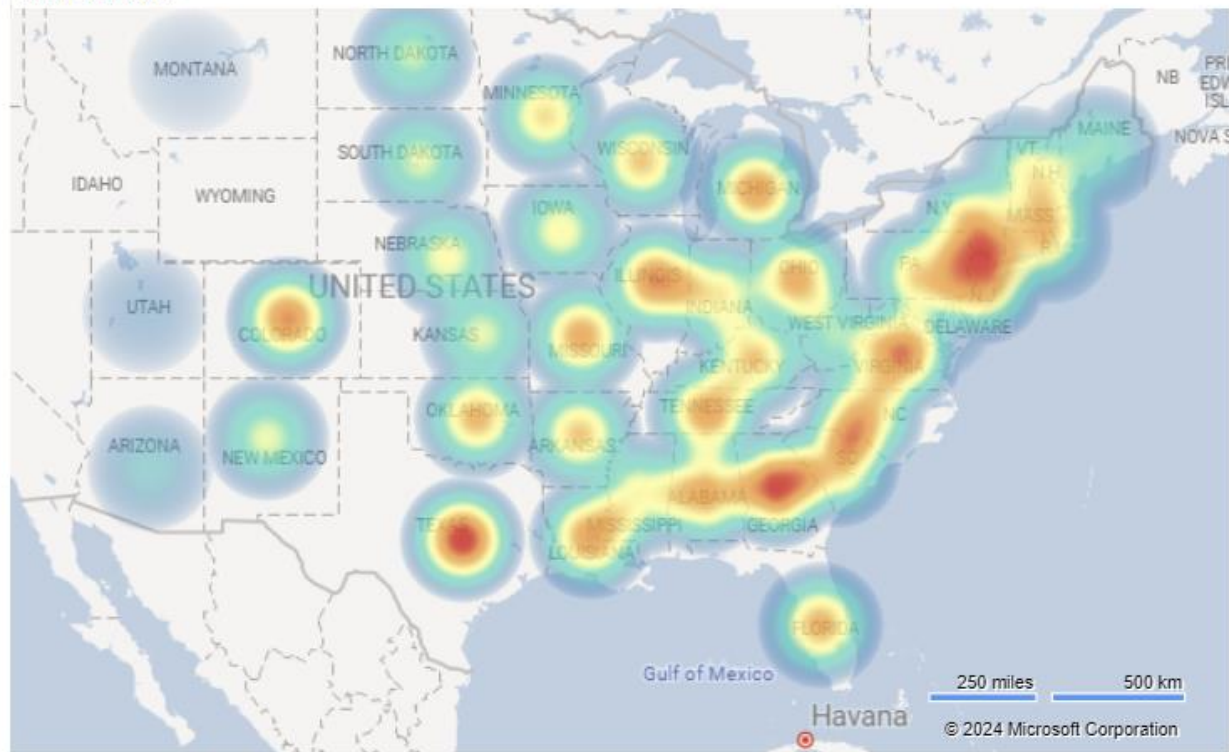 NORTH DAKOTA
MONTANA
MINNESOTA
NB
PRI
EDW
ISL
MAINE
NOVA S
VT.
WISCONSIN
SOUTH DAKOTA
N.H.
IDAHO
WYOMING
MICHIGAN
N.Y.
MASS
IOWA
NEBRASKA
PA
OHIO
ILLINOIS
UNITED STATES
N.J.
UTAH
INDIANA
WEST VIRGINIA
DELAWARE
COLORADO
KANSAS
MISSOURI
KENTUCKY
VIRGINIA
OKLAHOMA
TENNESSEE
NC
ARIZONA
ARKANSAS
NEW MEXICO
SC
ALABAMA
TEXAS
MISSISSIPPI
GEORGIA
LOUISIANA
FLORIDA
Gulf of Mexico
250 miles
500 km
Havana
© 2024 Microsoft Corporation